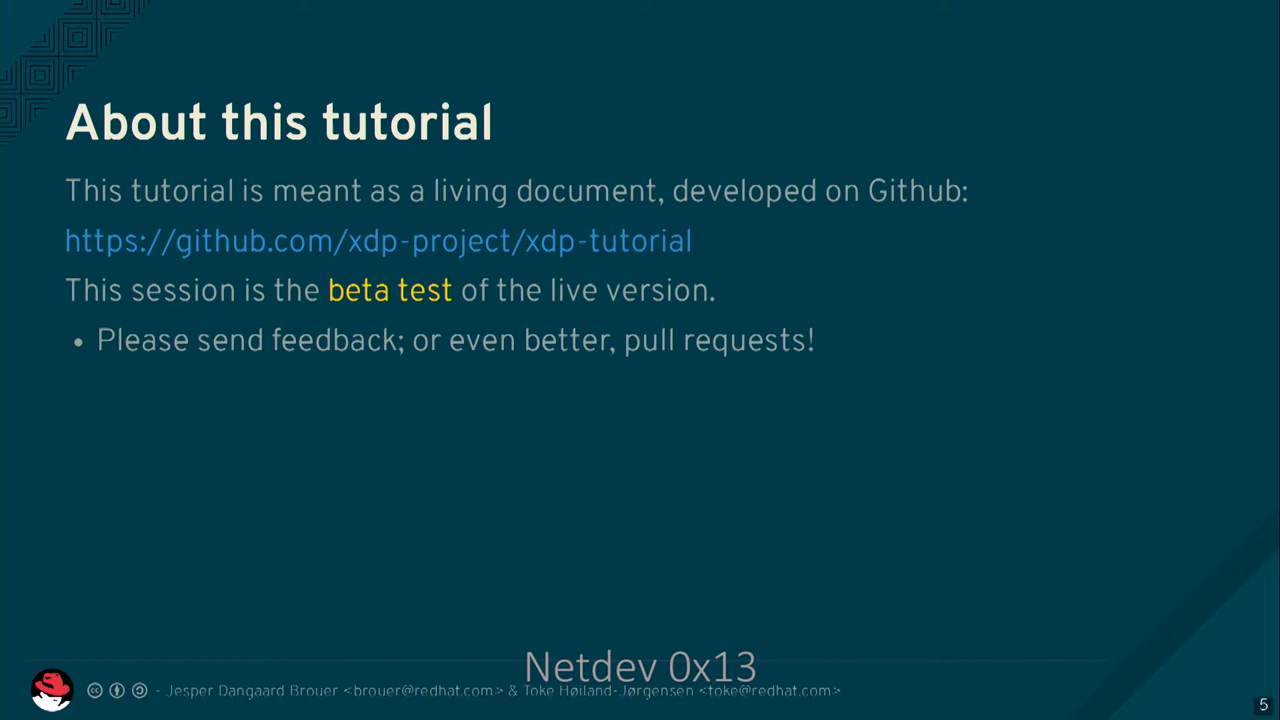 About this tutorial
This tutorial is meant as a living document, developed on Github:
https://github.com/xdp-project/xdp-tutorial
This session is the beta test of the live version.
• Please send feedback; or even better, pull requests!
Netdev 0x13
- Jesper Dangaard Brouer <brouer@redhat.com> & Toke Høiland-Jørgensen <toke@redhat.com>
5